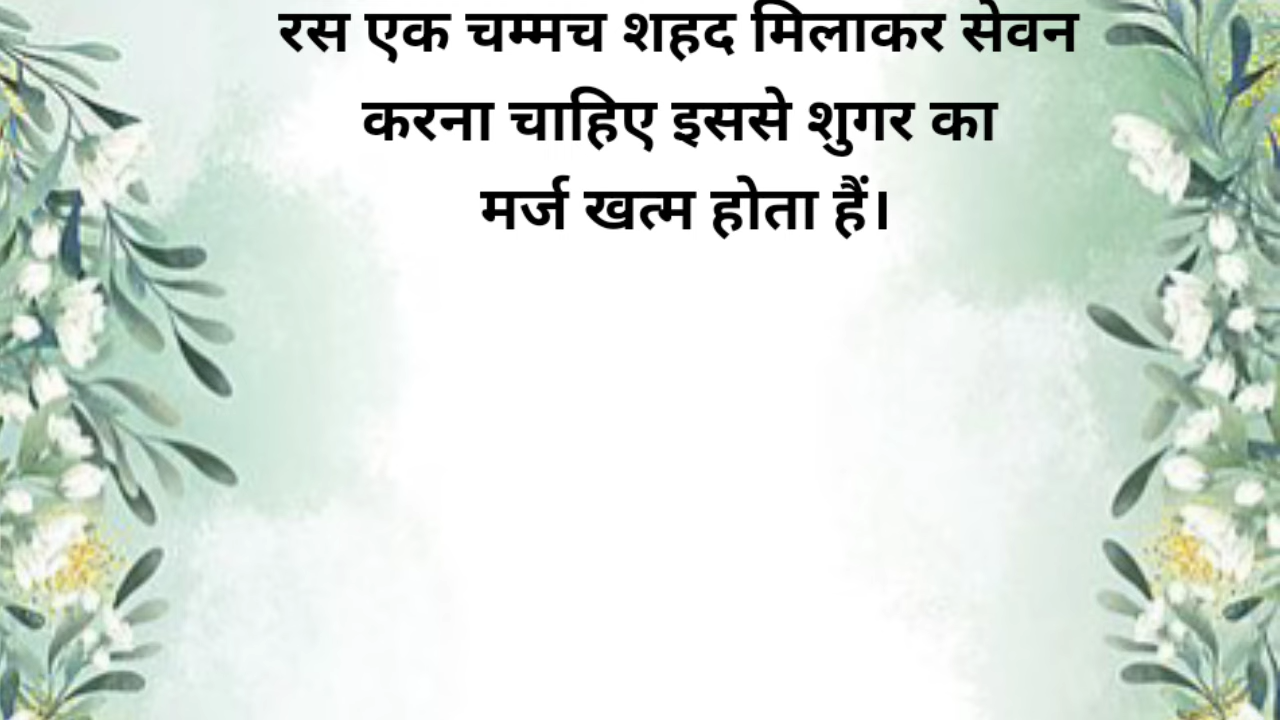 रस एक चम्मच शहद मिलाकर सेवन
करना चाहिए इससे शुगर का
मर्ज खत्म होता हैं।